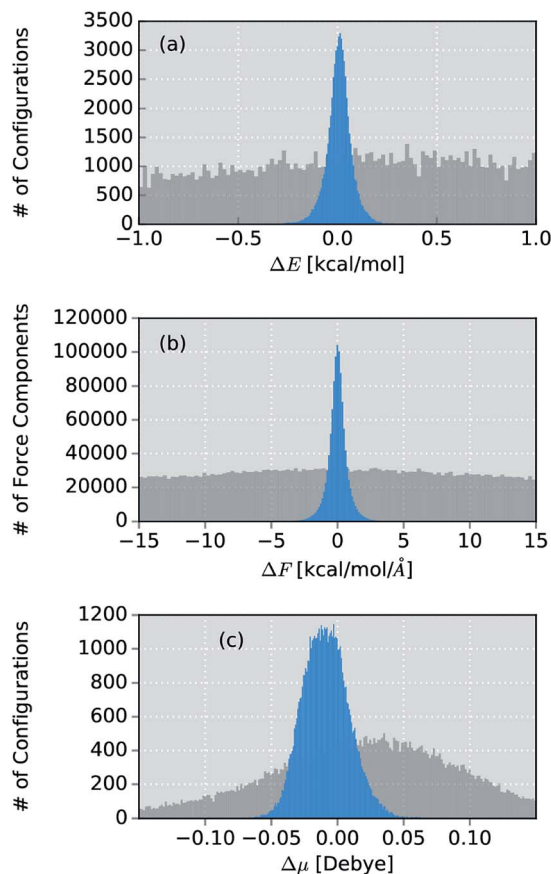 3500
(a)
3000
2500
2000
1500
1000
500
0
# of Configurations
−1.0 −0.5 0.0 0.5 1.0
ΔE [kcal/mol]
120000
(b)
100000
80000
60000
40000
20000
0
# of Force Components
−15 −10 −5 0 5 10 15
ΔF [kcal/mol/Å]
1200
(c)
1000
800
600
400
200
0
# of Configurations
−0.10 −0.05 0.00 0.05 0.10
Δμ [Debye]